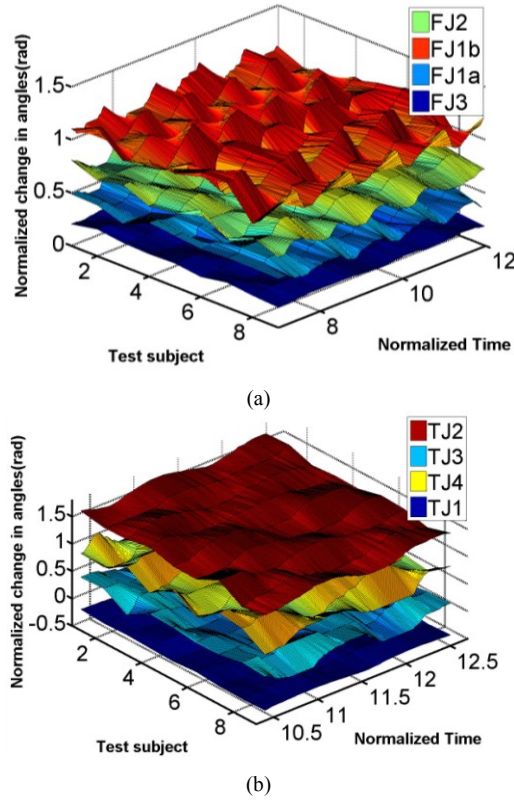 1.5
1
0.5
0
Normalized change in angles(rad)
FJ2
FJ1b
FJ1a
FJ3
2
4
6
8
Test subject
8
10
12
Normalized Time
(a)
1.5
1
0.5
0
-0.5
Normalized change in angles(rad)
TJ2
TJ3
TJ4
TJ1
2
4
6
8
Test subject
10.5
11
11.5
12
12.5
Normalized Time
(b)